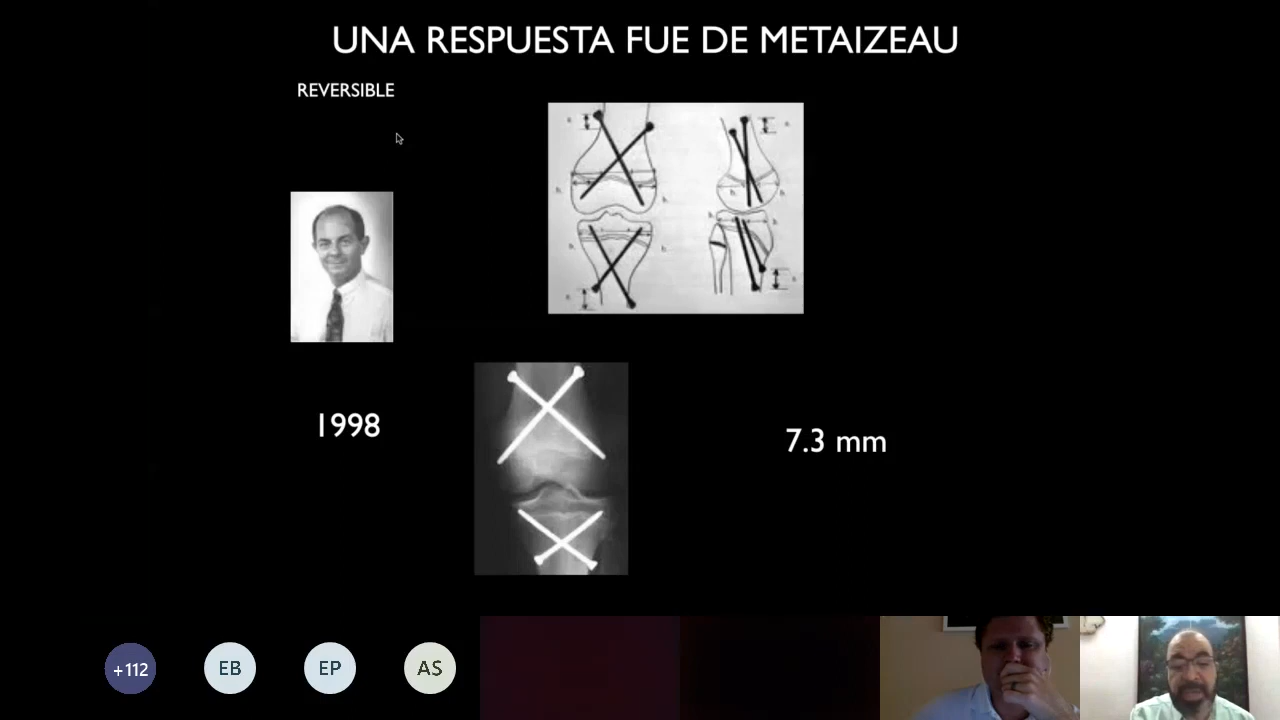 UNA RESPUESTA FUE DE METAIZEAU
REVERSIBLE
1998
7.3 mm
+112
EB
EP
AS